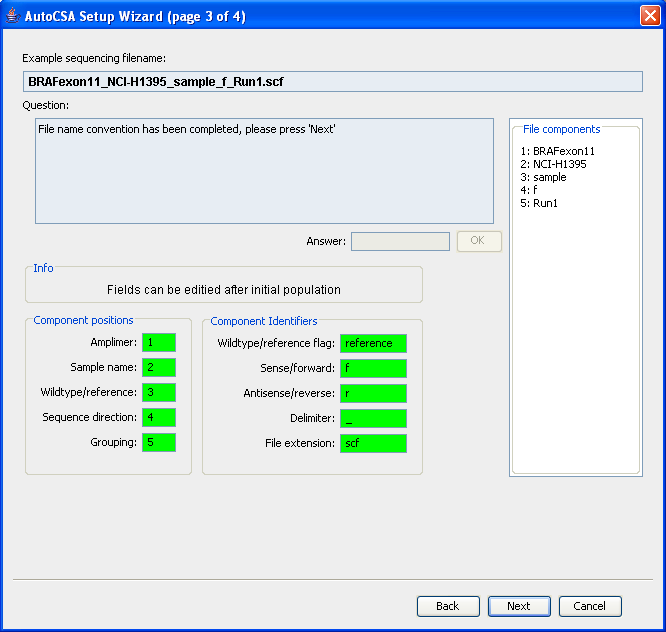 AutoCSA Setup Wizard (page 3 of 4)
Example sequencing filename:
BRAFexon11_NCI-H1395_sample_f_Run1.scf
Question:
File name convention has been completed, please press 'Next'
File components
1: BRAFexon11
2: NCI-H1395
3: sample
4: f
5: Run1
Answer:
OK
Info
Fields can be editied after initial population
Component positions
Amplimer: 1
Sample name: 2
Wildtype/reference: 3
Sequence direction: 4
Grouping: 5
Component Identifiers
Wildtype/reference flag: reference
Sense/forward: f
Antisense/reverse: r
Delimiter: _
File extension: scf
Back Next Cancel